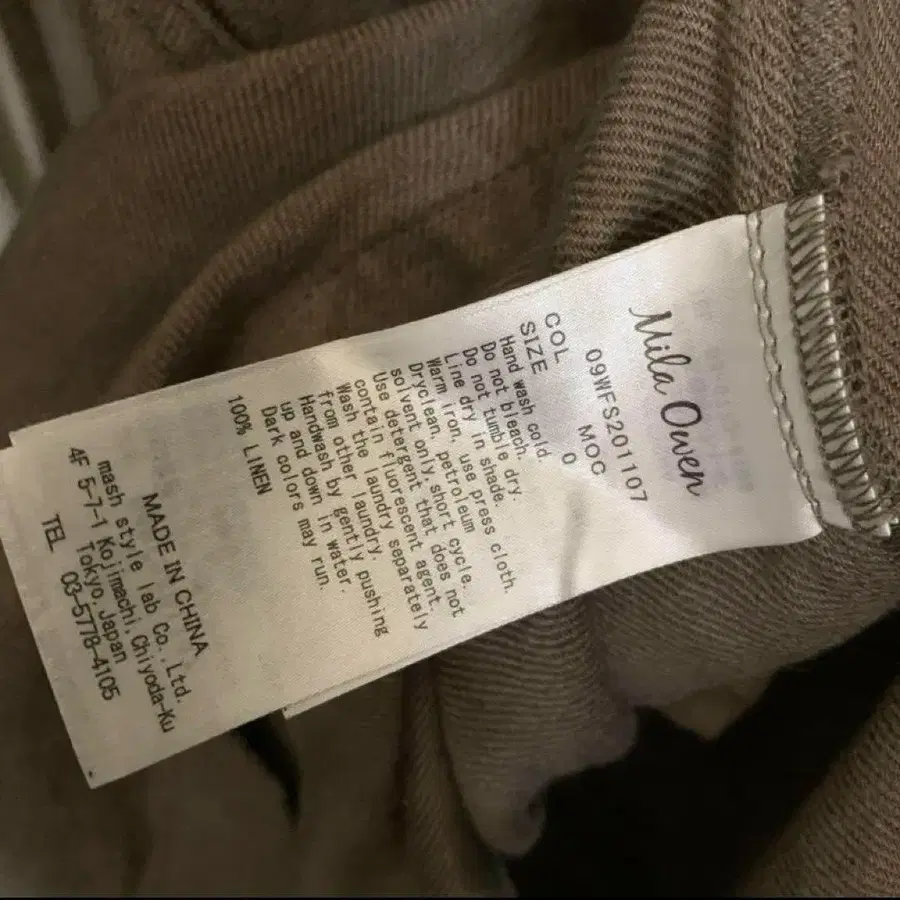 Mila Owen
09WFS201107
COL MOC
SIZE 0
Hand wash cold
Do not bleach.
Do not tumble dry.
Line dry in shade.
Warm iron, use press cloth.
Dryclean, petroleum
solvent only, short cycle.
Use detergent that does not
contain fluorescent agent.
Wash the laundry separately
from other laundry.
Handwash by gently pushing
up and down in water.
Dark colors may run.
100% LINEN
MADE IN CHINA
mash style lab Co.,Ltd.
4F 5-7-1 Kojimachi,Chiyoda-Ku
Tokyo,Japan
TEL 03-5778-4105